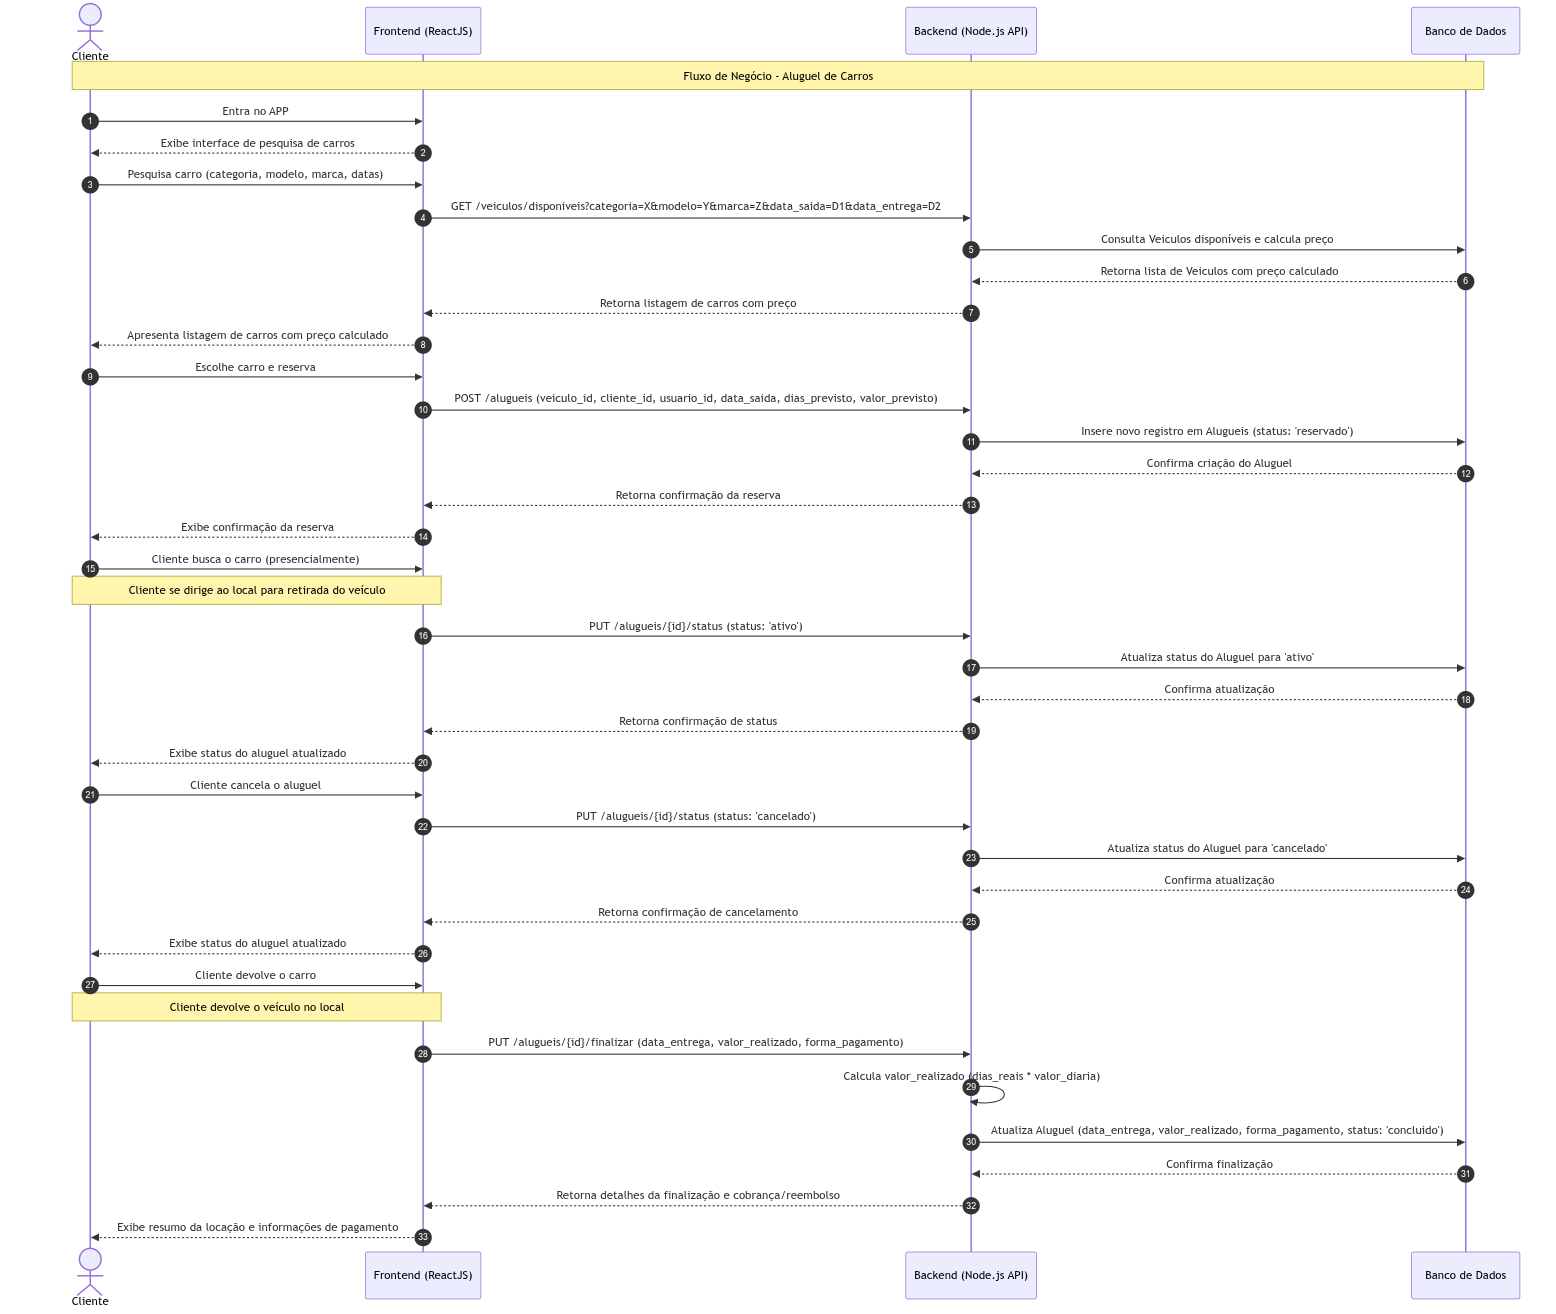 Cliente
Frontend (ReactJS)
Backend (Node.js API)
Banco de Dados
Fluxo de Negócio - Aluguel de Carros
1
Entra no APP
Exibe interface de pesquisa de carros
2
3
Pesquisa carro (categoria, modelo, marca, datas)
4
GET /veiculos/disponiveis?categoria=X&modelo=Y&marca=Z&data_saida=D1&data_entrega=D2
5
Consulta Veiculos disponíveis e calcula preço
Retorna lista de Veiculos com preço calculado
6
Retorna listagem de carros com preço
7
Apresenta listagem de carros com preço calculado
8
9
Escolhe carro e reserva
10
POST /alugueis (veiculo_id, cliente_id, usuario_id, data_saida, dias_previsto, valor_previsto)
11
Insere novo registro em Alugueis (status: 'reservado')
Confirma criação do Aluguel
12
Retorna confirmação da reserva
13
Exibe confirmação da reserva
14
15
Cliente busca o carro (presencialmente)
Cliente se dirige ao local para retirada do veículo
16
PUT /alugueis/{id}/status (status: 'ativo')
17
Atualiza status do Aluguel para 'ativo'
Confirma atualização
18
Retorna confirmação de status
19
Exibe status do aluguel atualizado
20
21
Cliente cancela o aluguel
22
PUT /alugueis/{id}/status (status: 'cancelado')
23
Atualiza status do Aluguel para 'cancelado'
Confirma atualização
24
Retorna confirmação de cancelamento
25
Exibe status do aluguel atualizado
26
27
Cliente devolve o carro
Cliente devolve o veículo no local
28
PUT /alugueis/{id}/finalizar (data_entrega, valor_realizado, forma_pagamento)
Calcula valor_realizado (dias_reais * valor_diaria)
29
30
Atualiza Aluguel (data_entrega, valor_realizado, forma_pagamento, status: 'concluido')
Confirma finalização
31
Retorna detalhes da finalização e cobrança/reembolso
32
Exibe resumo da locação e informações de pagamento
33
Cliente
Frontend (ReactJS)
Backend (Node.js API)
Banco de Dados